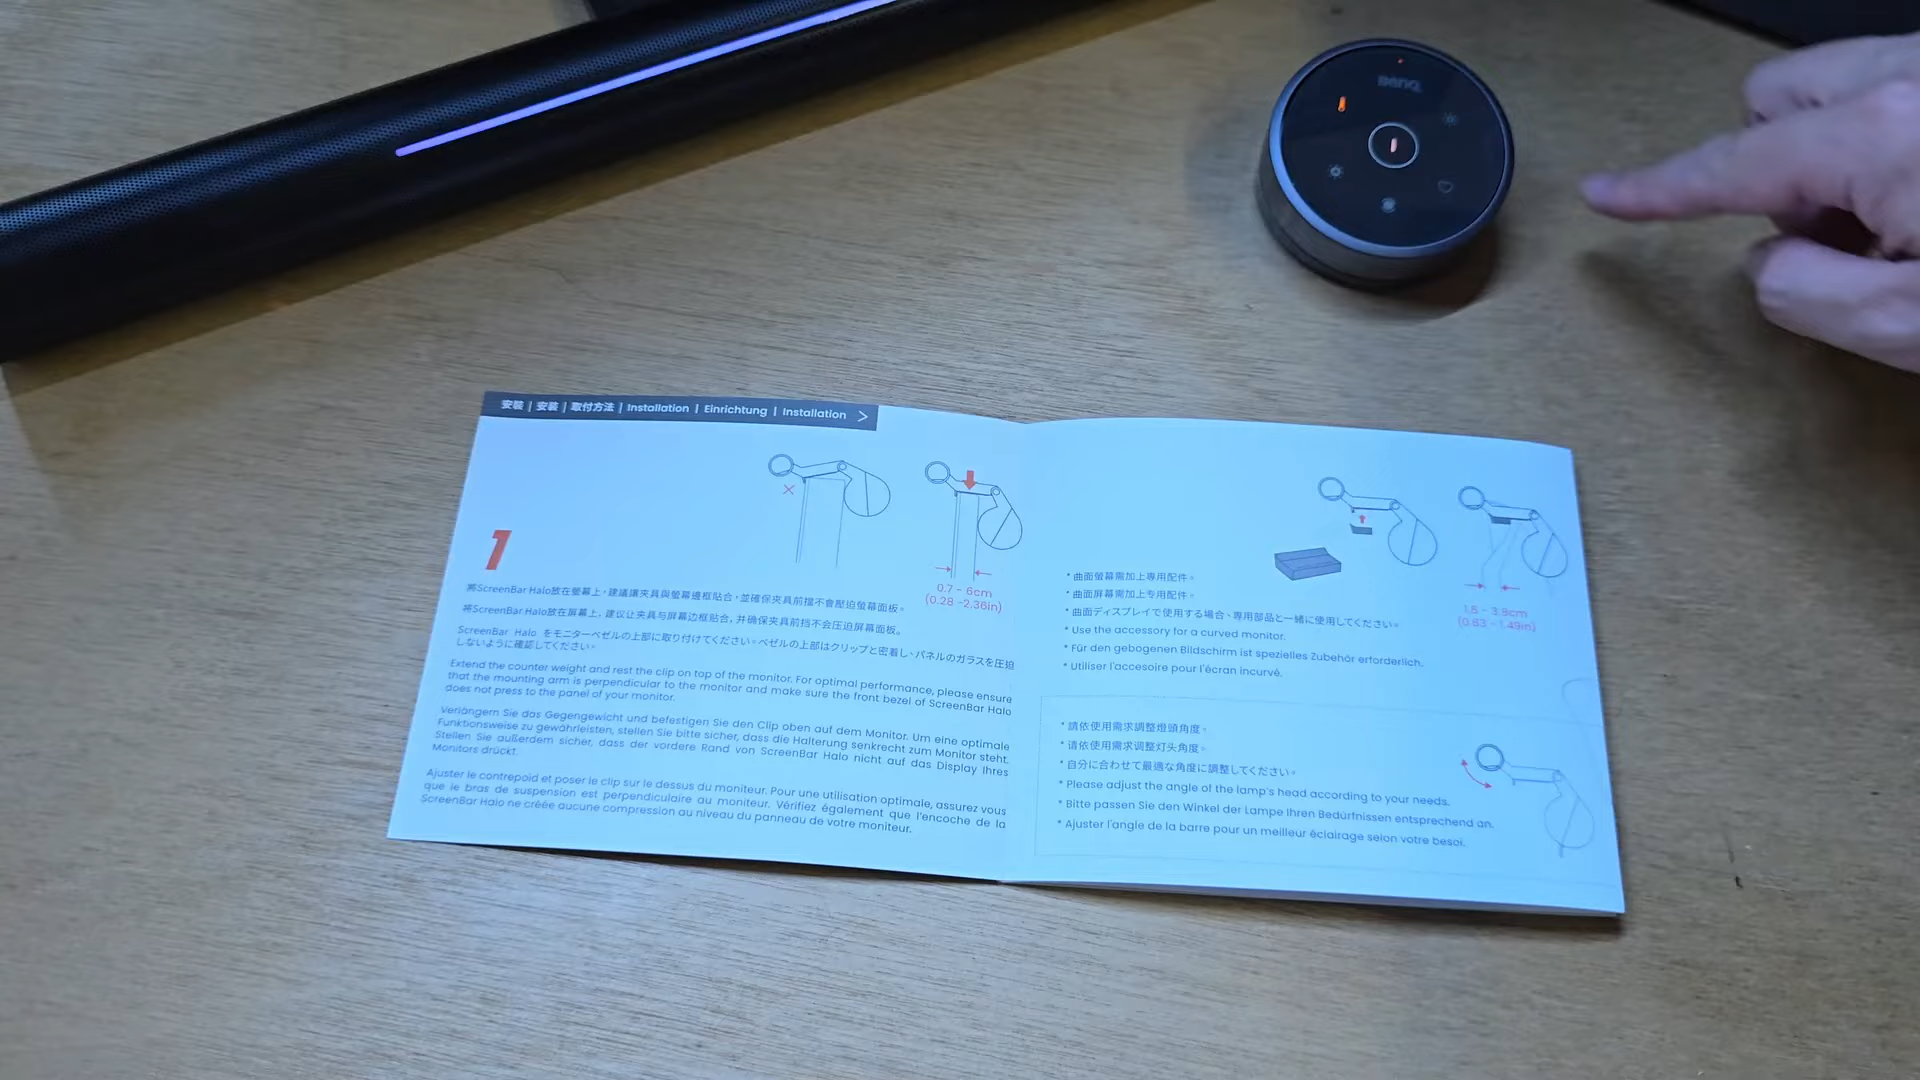 BenQ
安裝 | 安装 | 取付方法 | Installation | Einrichtung | Installation >
1
0.7 - 6cm
(0.28 -2.36in)
將ScreenBar Halo放在螢幕上，建議讓夾具與螢幕邊框貼合，並確保夾具前擋不會壓迫螢幕面板。
将ScreenBar Halo放在屏幕上，建议让夹具与屏幕边框贴合，并确保夹具前挡不会压迫屏幕面板。
ScreenBar Halo をモニターベゼルの上部に取り付けてください。ベゼルの上部はクリップと密着し、パネルのガラスを圧迫
しないように確認してください。
Extend the counter weight and rest the clip on top of the monitor. For optimal performance, please ensure
that the mounting arm is perpendicular to the monitor and make sure the front bezel of ScreenBar Halo
does not press to the panel of your monitor.
Verlängern Sie das Gegengewicht und befestigen Sie den Clip oben auf dem Monitor. Um eine optimale
Funktionsweise zu gewährleisten, stellen Sie bitte sicher, dass die Halterung senkrecht zum Monitor steht.
Stellen Sie außerdem sicher, dass der vordere Rand von ScreenBar Halo nicht auf das Display Ihres
Monitors drückt.
Ajuster le contrepoid et poser le clip sur le dessus du moniteur. Pour une utilisation optimale, assurez vous
que le bras de suspension est perpendiculaire au moniteur. Vérifiez également que l'encoche de la
ScreenBar Halo ne créée aucune compression au niveau du panneau de votre moniteur.
1.6 - 3.8cm
(0.63 - 1.49in)
* 曲面螢幕需加上專用配件。
* 曲面屏幕需加上专用配件。
* 曲面ディスプレイで使用する場合、専用部品と一緒に使用してください。
* Use the accessory for a curved monitor.
* Für den gebogenen Bildschirm ist spezielles Zubehör erforderlich.
* Utiliser l'accesoire pour l'écran incurvé.
* 請依使用需求調整燈頭角度。
* 请依使用需求调整灯头角度。
* 自分に合わせて最適な角度に調整してください。
* Please adjust the angle of the lamp's head according to your needs.
* Bitte passen Sie den Winkel der Lampe Ihren Bedürfnissen entsprechend an.
* Ajuster l'angle de la barre pour un meilleur éclairage selon votre besoi.